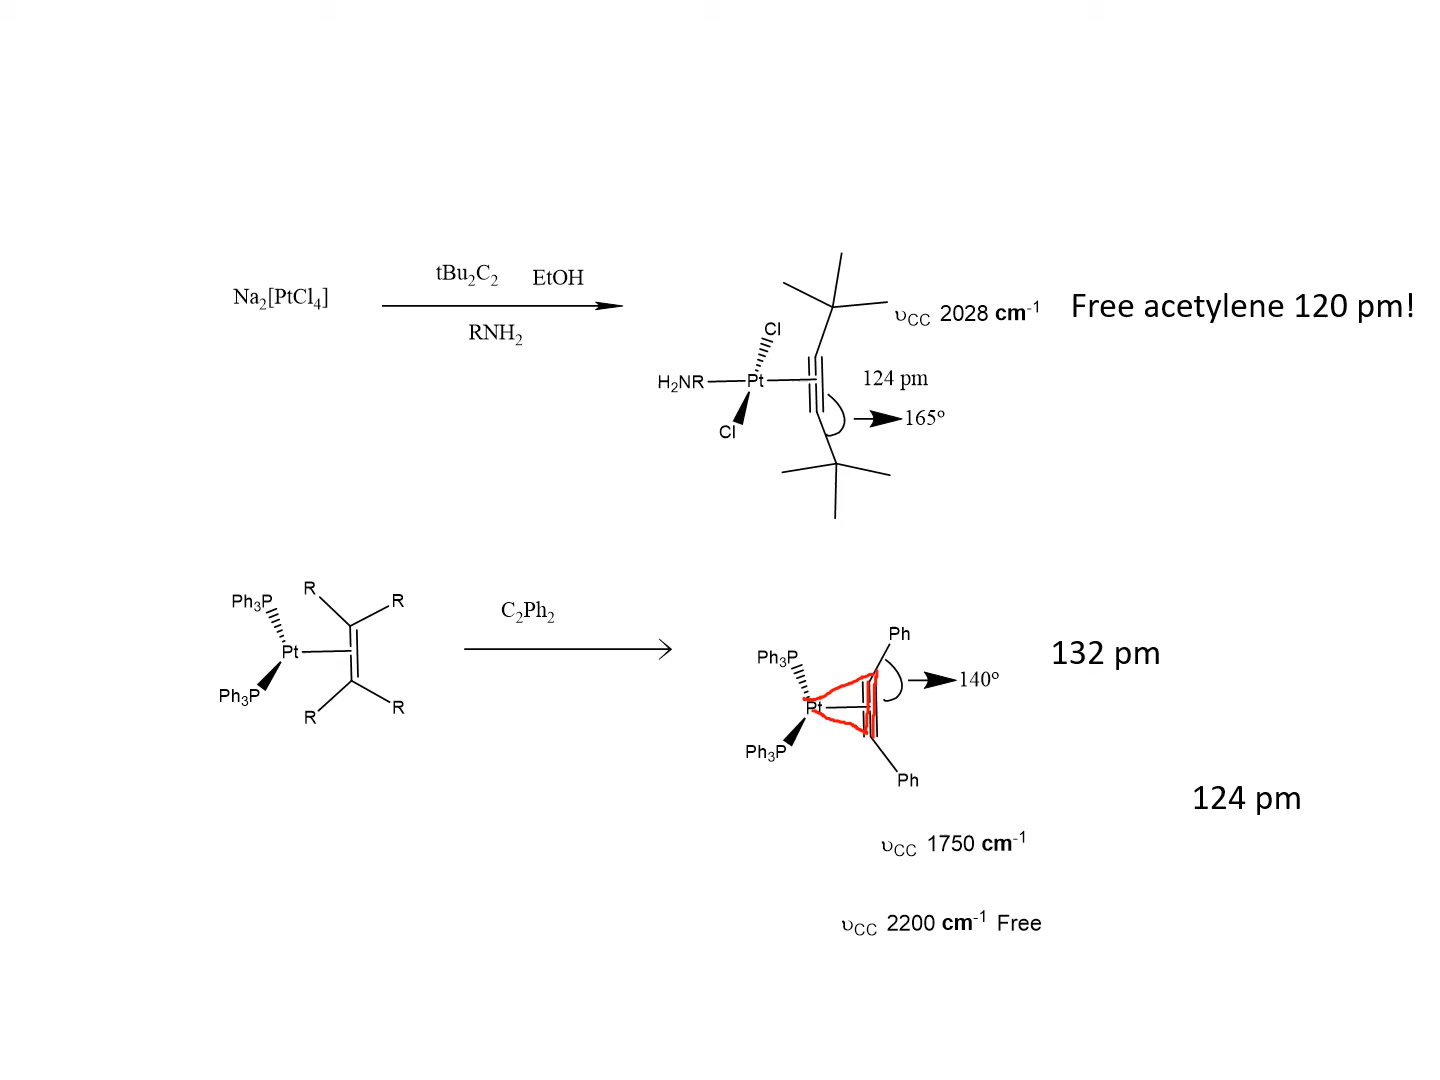 Na₂[PtCl₄]
tBu₂C₂ EtOH
RNH₂
Cl
H₂NR Pt
Cl
υCC 2028 cm⁻¹
Free acetylene 120 pm!
124 pm
165º
Ph₃P
Pt
Ph₃P
R
R
R
R
C₂Ph₂
Ph
Ph₃P
Pt
Ph₃P
Ph
140º
132 pm
124 pm
υCC 1750 cm⁻¹
υCC 2200 cm⁻¹ Free